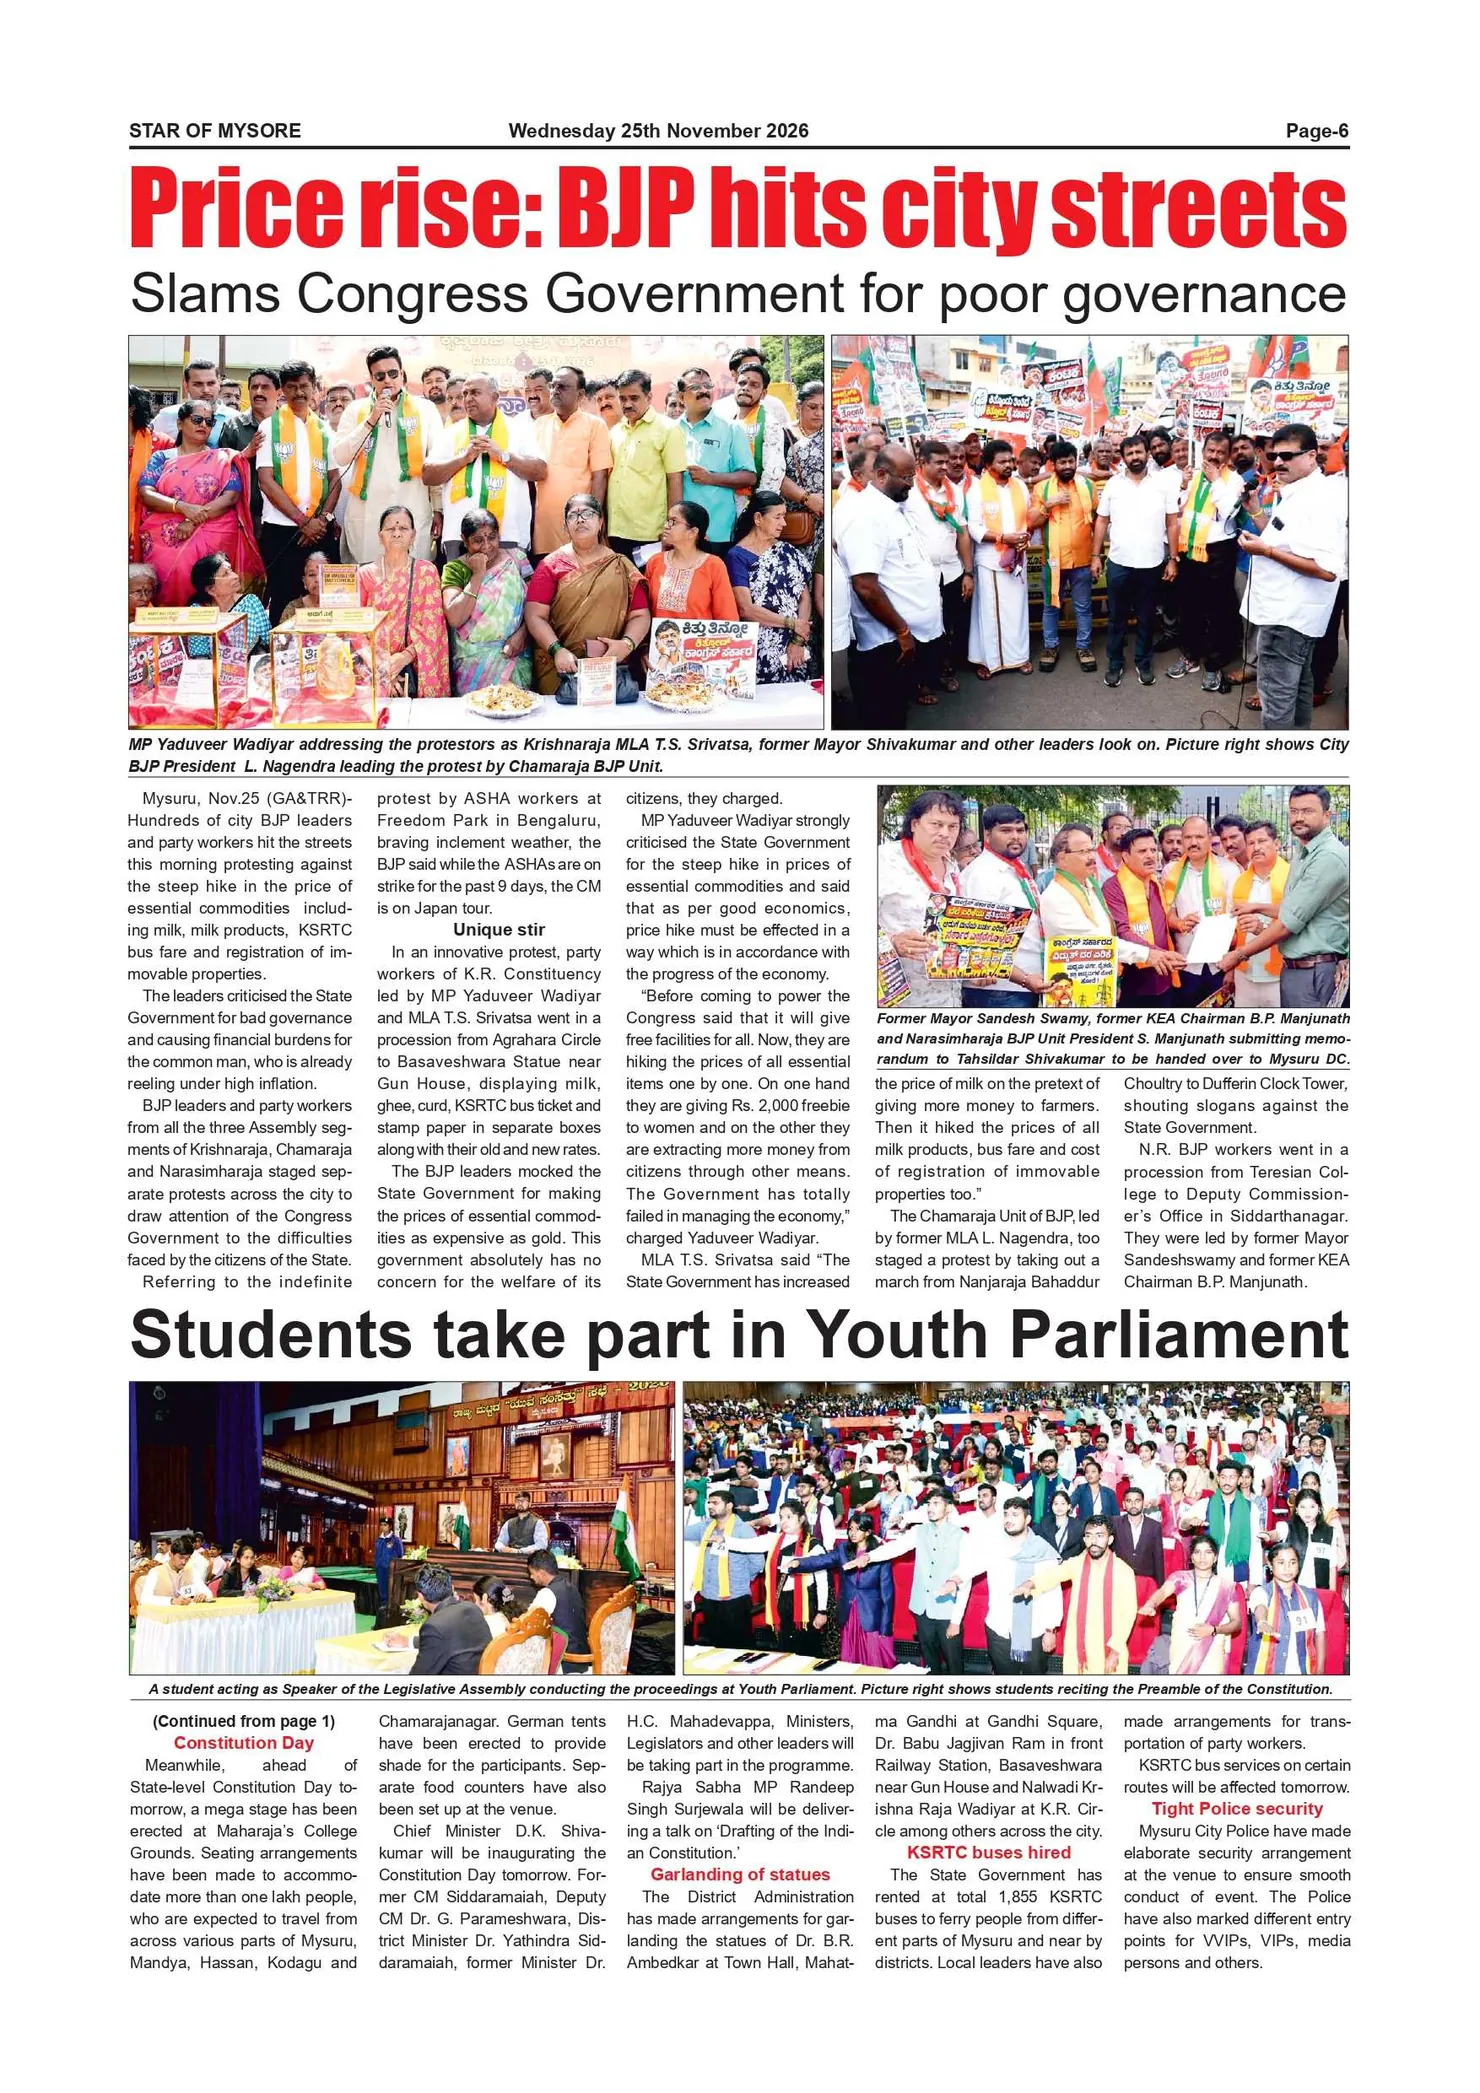 STAR OF MYSORE
Wednesday 25th November 2026
Page-6
Price rise: BJP hits city streets
Slams Congress Government for poor governance
MP Yaduveer Wadiyar addressing the protestors as Krishnaraja MLA T.S. Srivatsa, former Mayor Shivakumar and other leaders look on. Picture right shows City
BJP President L. Nagendra leading the protest by Chamaraja BJP Unit.
Mysuru, Nov.25 (GA&TRR)-
Hundreds of city BJP leaders
and party workers hit the streets
this morning protesting against
the steep hike in the price of
essential commodities includ-
ing milk, milk products, KSRTC
bus fare and registration of im-
movable properties.
The leaders criticised the State
Government for bad governance
and causing financial burdens for
the common man, who is already
reeling under high inflation.
BJP leaders and party workers
from all the three Assembly seg-
ments of Krishnaraja, Chamaraja
and Narasimharaja staged sep-
arate protests across the city to
draw attention of the Congress
Government to the difficulties
faced by the citizens of the State.
Referring to the indefinite
protest by ASHA workers at
Freedom Park in Bengaluru,
braving inclement weather, the
BJP said while the ASHAs are on
strike for the past 9 days, the CM
is on Japan tour.
Unique stir
In an innovative protest, party
workers of K.R. Constituency
led by MP Yaduveer Wadiyar
and MLA T.S. Srivatsa went in a
procession from Agrahara Circle
to Basaveshwara Statue near
Gun House, displaying milk,
ghee, curd, KSRTC bus ticket and
stamp paper in separate boxes
along with their old and new rates.
The BJP leaders mocked the
State Government for making
the prices of essential commod-
ities as expensive as gold. This
government absolutely has no
concern for the welfare of its
citizens, they charged.
MP Yaduveer Wadiyar strongly
criticised the State Government
for the steep hike in prices of
essential commodities and said
that as per good economics,
price hike must be effected in a
way which is in accordance with
the progress of the economy.
“Before coming to power the
Congress said that it will give
free facilities for all. Now, they are
hiking the prices of all essential
items one by one. On one hand
they are giving Rs. 2,000 freebie
to women and on the other they
are extracting more money from
citizens through other means.
The Government has totally
failed in managing the economy,”
charged Yaduveer Wadiyar.
MLA T.S. Srivatsa said “The
State Government has increased
Former Mayor Sandesh Swamy, former KEA Chairman B.P. Manjunath
and Narasimharaja BJP Unit President S. Manjunath submitting memo-
randum to Tahsildar Shivakumar to be handed over to Mysuru DC.
the price of milk on the pretext of
giving more money to farmers.
Then it hiked the prices of all
milk products, bus fare and cost
of registration of immovable
properties too.”
The Chamaraja Unit of BJP, led
by former MLA L. Nagendra, too
staged a protest by taking out a
march from Nanjaraja Bahaddur
Choultry to Dufferin Clock Tower,
shouting slogans against the
State Government.
N.R. BJP workers went in a
procession from Teresian Col-
lege to Deputy Commission-
er’s Office in Siddarthanagar.
They were led by former Mayor
Sandeshswamy and former KEA
Chairman B.P. Manjunath.
Students take part in Youth Parliament
A student acting as Speaker of the Legislative Assembly conducting the proceedings at Youth Parliament. Picture right shows students reciting the Preamble of the Constitution.
(Continued from page 1)
Constitution Day
Meanwhile, ahead of
State-level Constitution Day to-
morrow, a mega stage has been
erected at Maharaja’s College
Grounds. Seating arrangements
have been made to accommo-
date more than one lakh people,
who are expected to travel from
across various parts of Mysuru,
Mandya, Hassan, Kodagu and
Chamarajanagar. German tents
have been erected to provide
shade for the participants. Sep-
arate food counters have also
been set up at the venue.
Chief Minister D.K. Shiva-
kumar will be inaugurating the
Constitution Day tomorrow. For-
mer CM Siddaramaiah, Deputy
CM Dr. G. Parameshwara, Dis-
trict Minister Dr. Yathindra Sid-
daramaiah, former Minister Dr.
H.C. Mahadevappa, Ministers,
Legislators and other leaders will
be taking part in the programme.
Rajya Sabha MP Randeep
Singh Surjewala will be deliver-
ing a talk on ‘Drafting of the Indi-
an Constitution.’
Garlanding of statues
The District Administration
has made arrangements for gar-
landing the statues of Dr. B.R.
Ambedkar at Town Hall, Mahat-
ma Gandhi at Gandhi Square,
Dr. Babu Jagjivan Ram in front
Railway Station, Basaveshwara
near Gun House and Nalwadi Kr-
ishna Raja Wadiyar at K.R. Cir-
cle among others across the city.
KSRTC buses hired
The State Government has
rented at total 1,855 KSRTC
buses to ferry people from differ-
ent parts of Mysuru and near by
districts. Local leaders have also
made arrangements for trans-
portation of party workers.
KSRTC bus services on certain
routes will be affected tomorrow.
Tight Police security
Mysuru City Police have made
elaborate security arrangement
at the venue to ensure smooth
conduct of event. The Police
have also marked different entry
points for VVIPs, VIPs, media
persons and others.